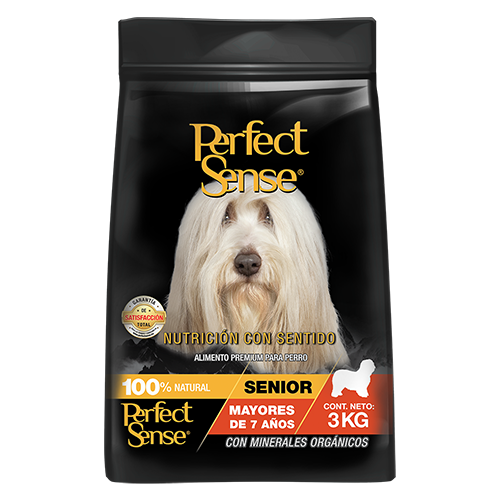 Perfect
Sense®
GARANTÍA
DE
SATISFACCIÓN
TOTAL
NUTRICIÓN CON SENTIDO
ALIMENTO PREMIUM PARA PERRO
100% NATURAL
SENIOR
Perfect
Sense®
MAYORES
DE 7 AÑOS
CONT. NETO:
3KG
CON MINERALES ORGÁNICOS